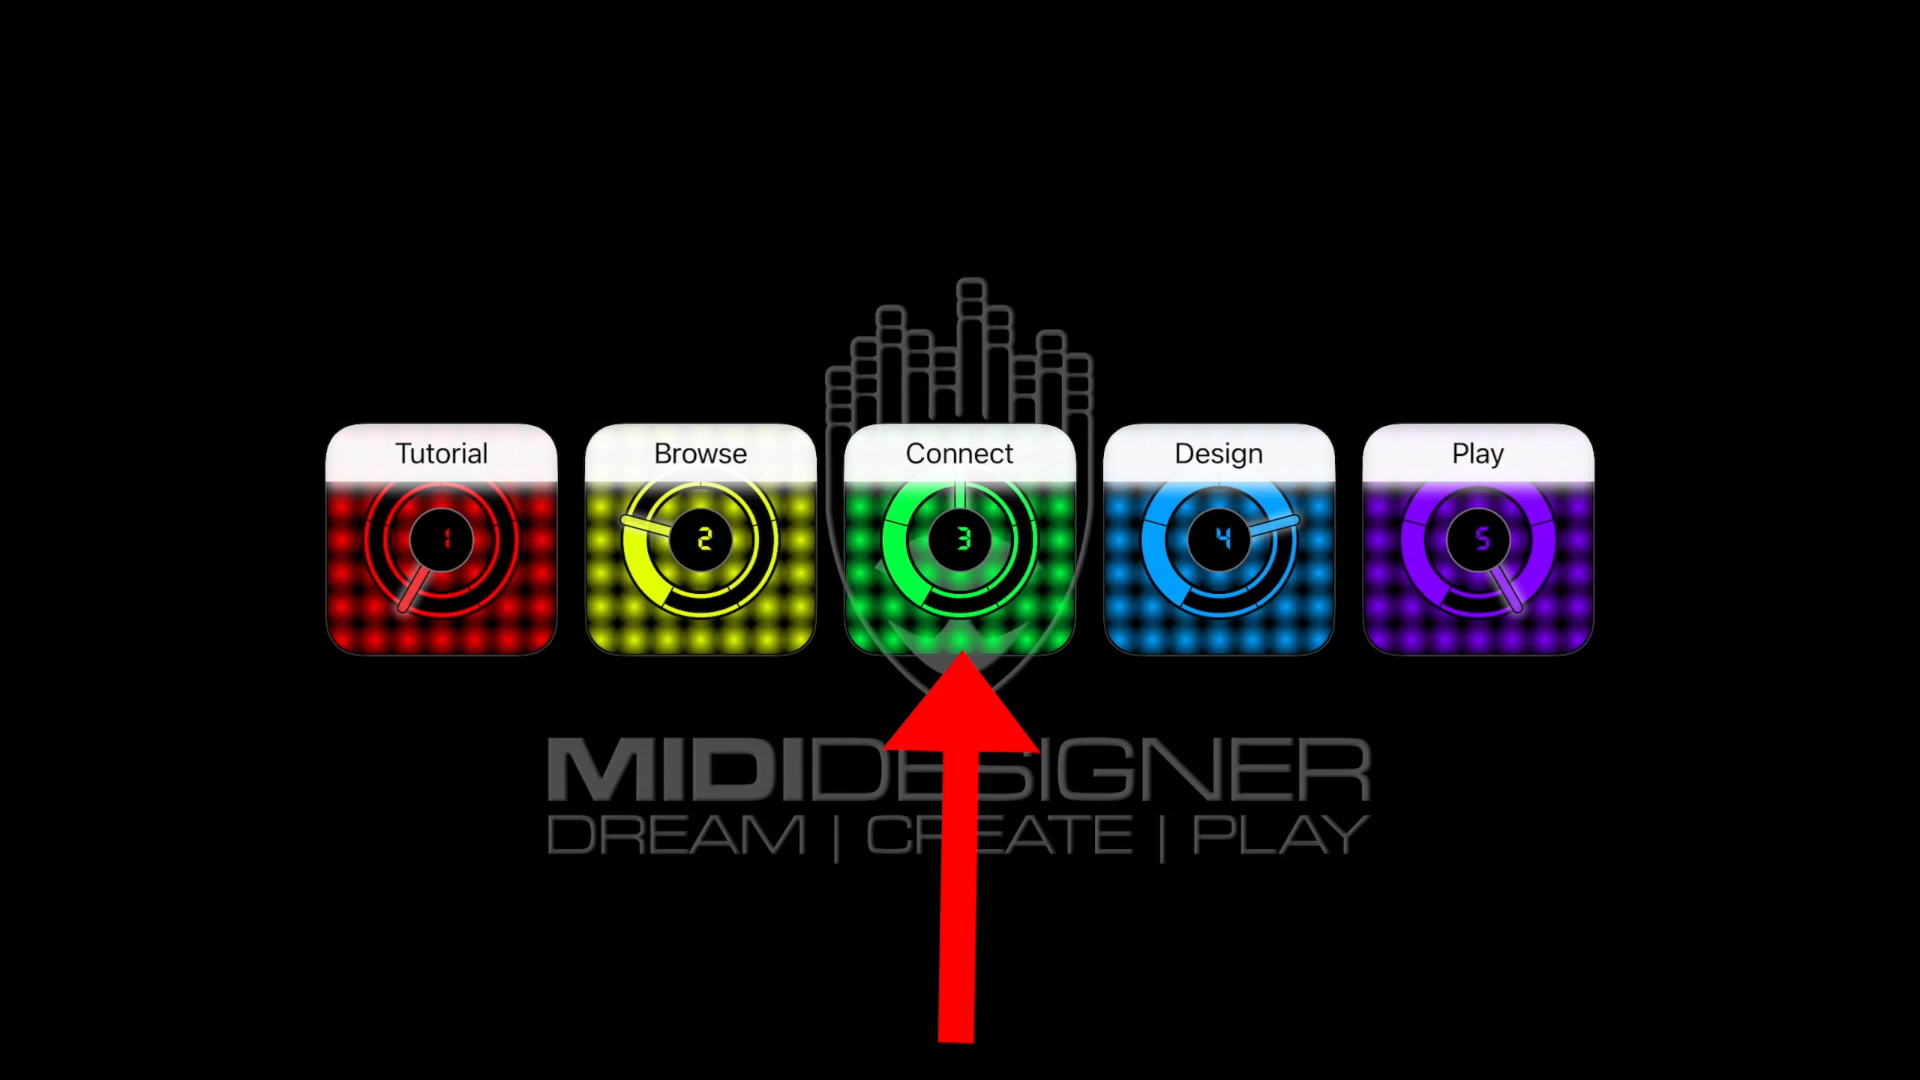 Tutorial Browse Connect Design Play
1 2 3 4 5
MIDIDESIGNER
DREAM | CREATE | PLAY